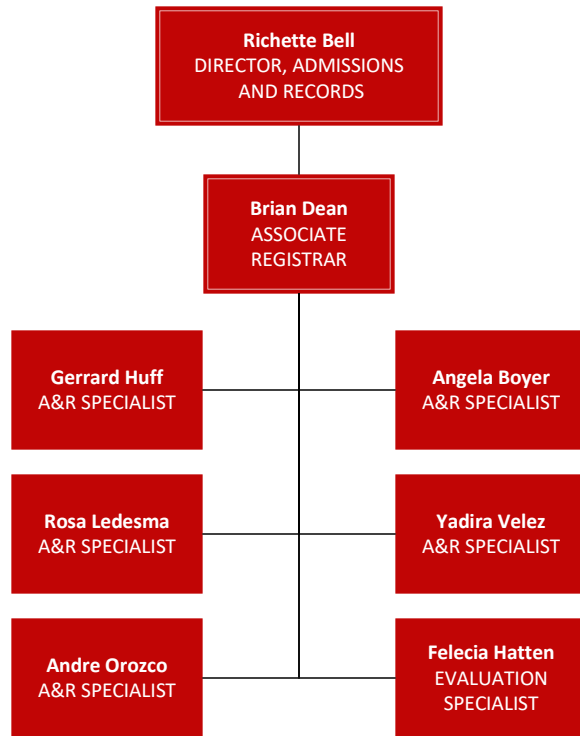 Richette Bell
DIRECTOR, ADMISSIONS
AND RECORDS
Brian Dean
ASSOCIATE
REGISTRAR
Gerrard Huff
A&R SPECIALIST
Angela Boyer
A&R SPECIALIST
Rosa Ledesma
A&R SPECIALIST
Yadira Velez
A&R SPECIALIST
Andre Orozco
A&R SPECIALIST
Felecia Hatten
EVALUATION
SPECIALIST